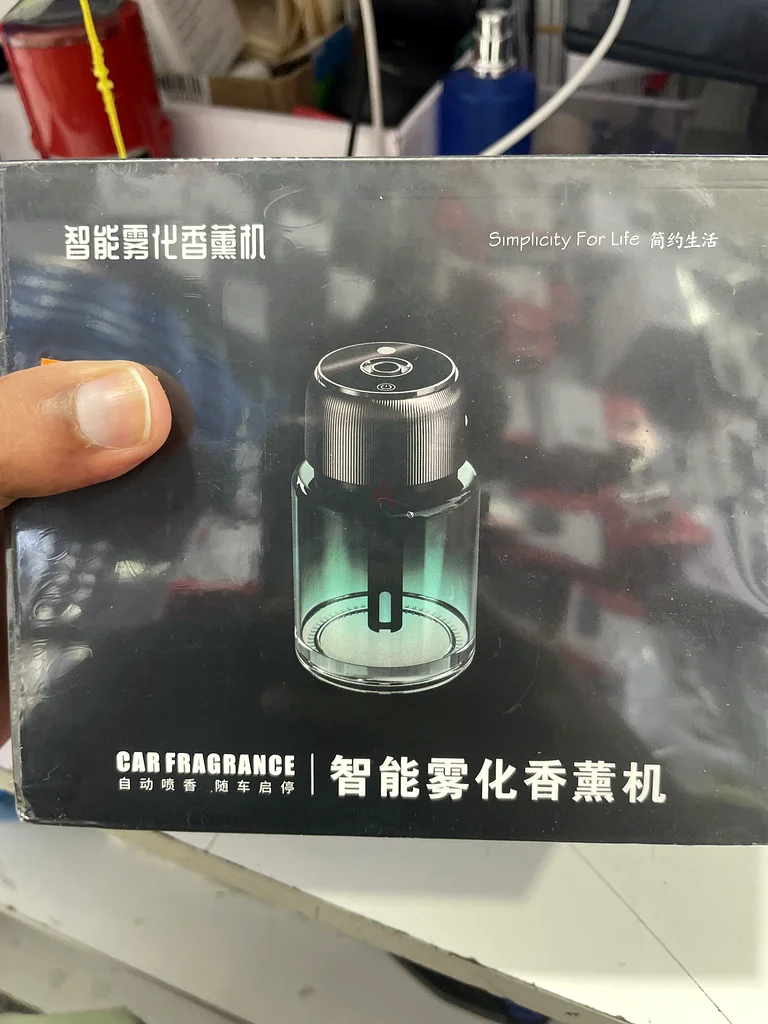 智能雾化香薰机
Simplicity For Life 简约生活
CAR FRAGRANCE
自动喷香 随车启停
智能雾化香薰机